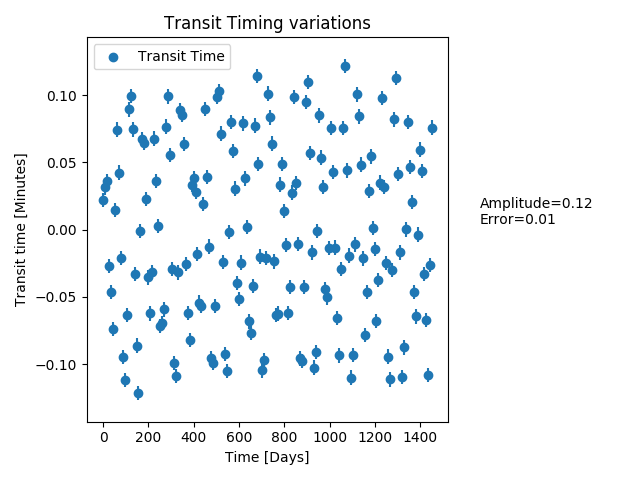 Transit Timing variations
Transit Time
0.10
0.05
0.00
−0.05
−0.10
Transit time [Minutes]
0 200 400 600 800 1000 1200 1400
Time [Days]
Amplitude=0.12
Error=0.01